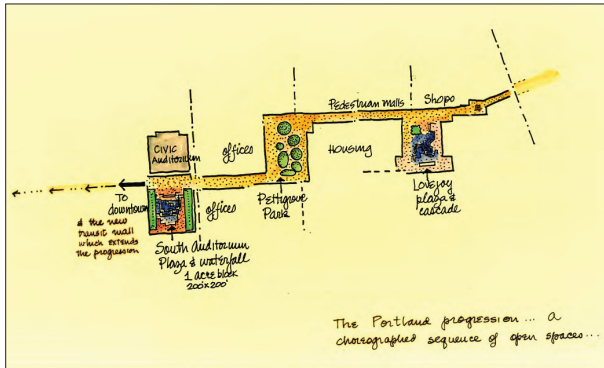 Pedestrian malls
Shops
CIVIC
Auditorium
offices
HOUSING
To
downtown
& the new
transit mall
which extends
the progression
offices
Pettigrove
Park
Lovejoy
plaza &
cascade
South Auditorium
Plaza & waterfall
1 acre block
200'x200'
The Portland progression ... a
choreographed sequence of open spaces ...